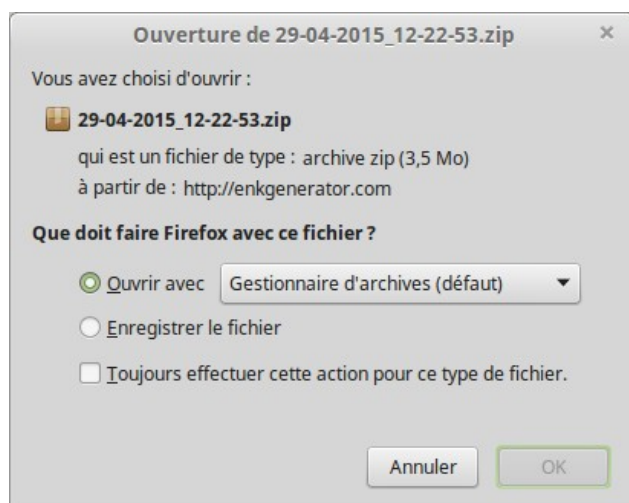 Ouverture de 29-04-2015_12-22-53.zip ×
Vous avez choisi d'ouvrir :
29-04-2015_12-22-53.zip
qui est un fichier de type : archive zip (3,5 Mo)
à partir de : http://enkgenerator.com
Que doit faire Firefox avec ce fichier ?
Ouvrir avec Gestionnaire d'archives (défaut)
Enregistrer le fichier
Toujours effectuer cette action pour ce type de fichier.
Annuler OK